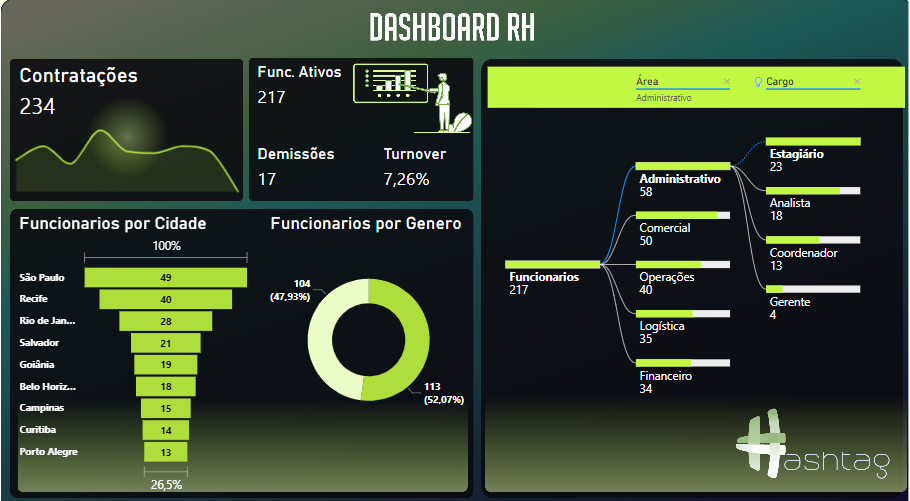 DASHBOARD RH
Contratações
234
Func. Ativos
217
Demissões
17
Turnover
7,26%
Funcionarios por Cidade
100%
São Paulo 49
Recife 40
Rio de Jan... 28
Salvador 21
Goiânia 19
Belo Horiz... 18
Campinas 15
Curitiba 14
Porto Alegre 13
26,5%
Funcionarios por Genero
104
(47,93%)
113
(52,07%)
Área ×
Administrativo
Cargo ×
Funcionarios
217
Administrativo
58
Comercial
50
Operações
40
Logística
35
Financeiro
34
Estagiário
23
Analista
18
Coordenador
13
Gerente
4
Hashtag